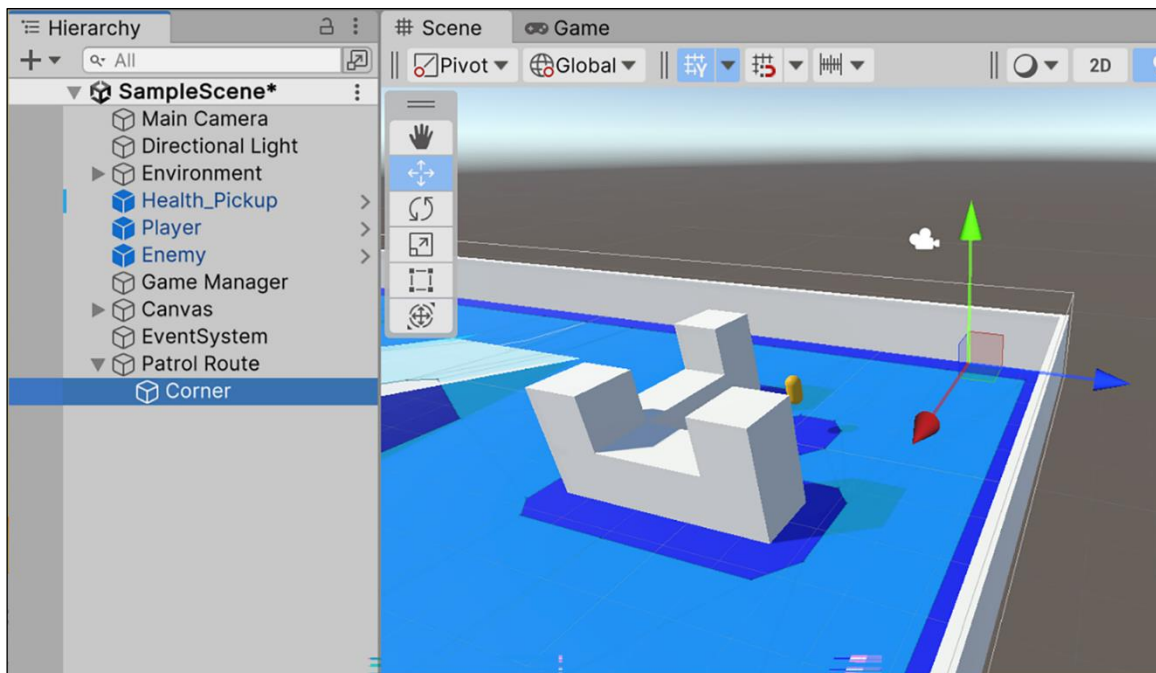 Hierarchy
All
SampleScene*
Main Camera
Directional Light
Environment
Health_Pickup
Player
Enemy
Game Manager
Canvas
EventSystem
Patrol Route
Corner
Scene Game
Pivot Global Y 2D